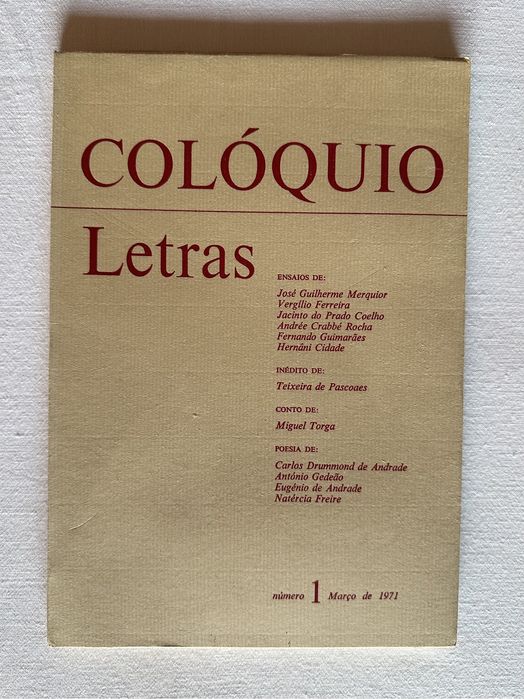 COLÓQUIO
Letras
ENSAIOS DE:
José Guilherme Merquior
Vergílio Ferreira
Jacinto do Prado Coelho
Andrée Crabbé Rocha
Fernando Guimarães
Hernâni Cidade
INÉDITO DE:
Teixeira de Pascoaes
CONTO DE:
Miguel Torga
POESIA DE:
Carlos Drummond de Andrade
António Gedeão
Eugénio de Andrade
Natércia Freire
número 1 Março de 1971